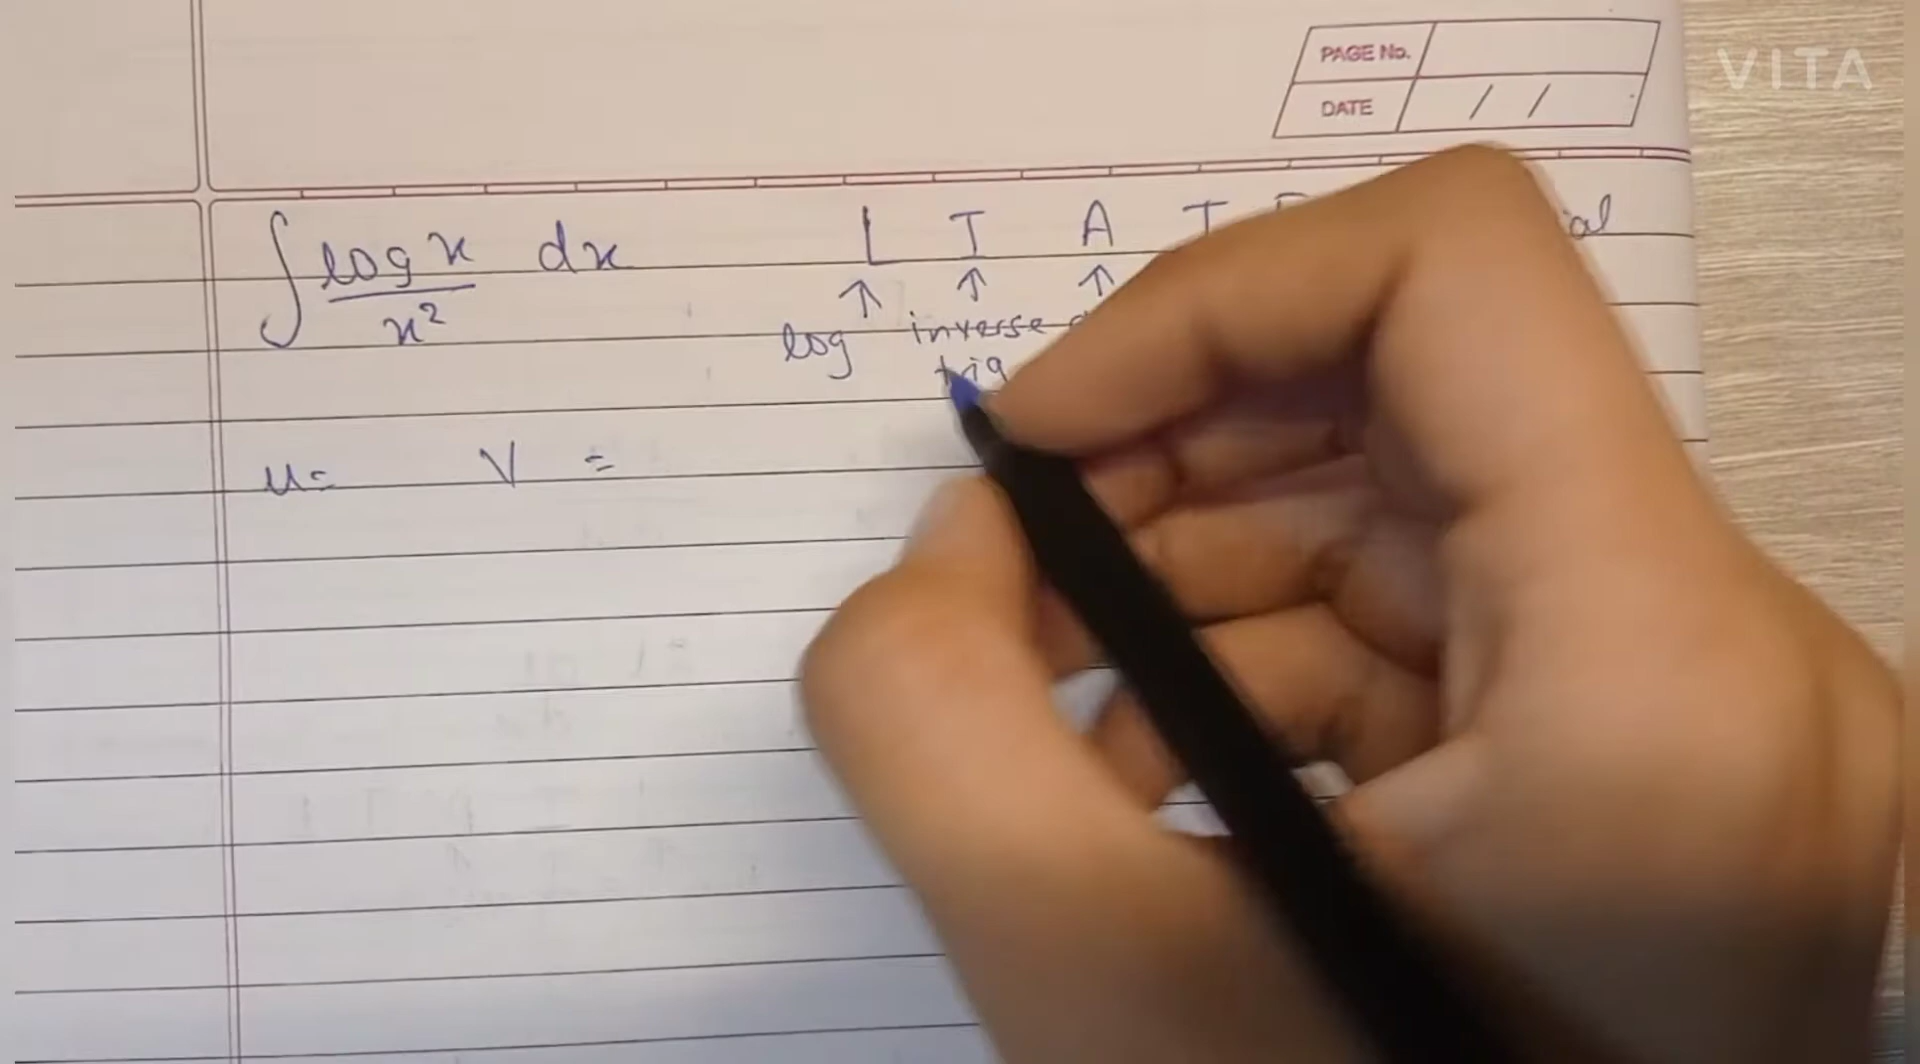 PAGE No.
VITA
DATE / /
∫ log x / x² dx L I A T
↑ ↑ ↑
log inverse
trig
u= V =